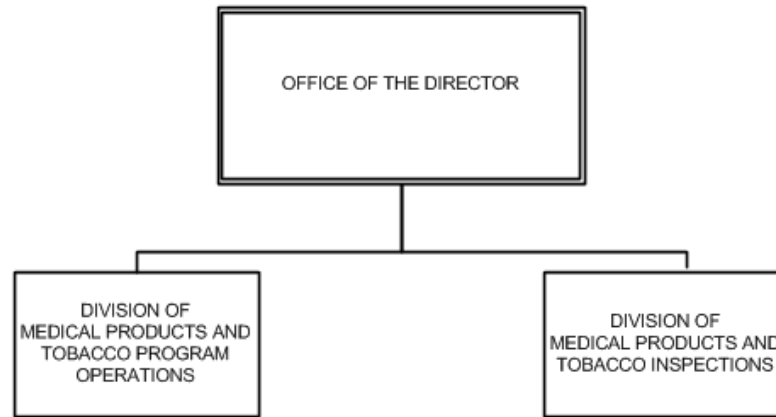 OFFICE OF THE DIRECTOR
DIVISION OF
MEDICAL PRODUCTS AND
TOBACCO PROGRAM
OPERATIONS
DIVISION OF
MEDICAL PRODUCTS AND
TOBACCO INSPECTIONS